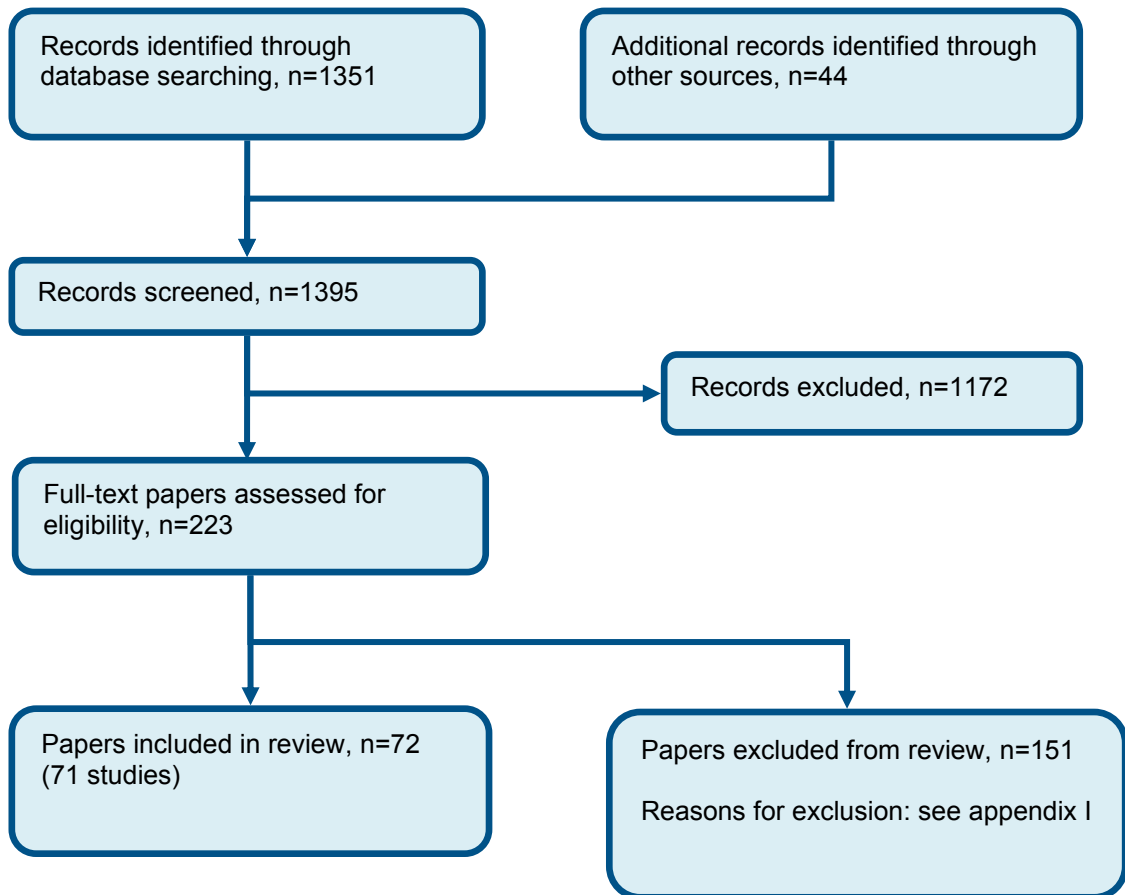 Records identified through
database searching, n=1351
Additional records identified through
other sources, n=44
Records screened, n=1395
Records excluded, n=1172
Full-text papers assessed for
eligibility, n=223
Papers included in review, n=72
(71 studies)
Papers excluded from review, n=151
Reasons for exclusion: see appendix I